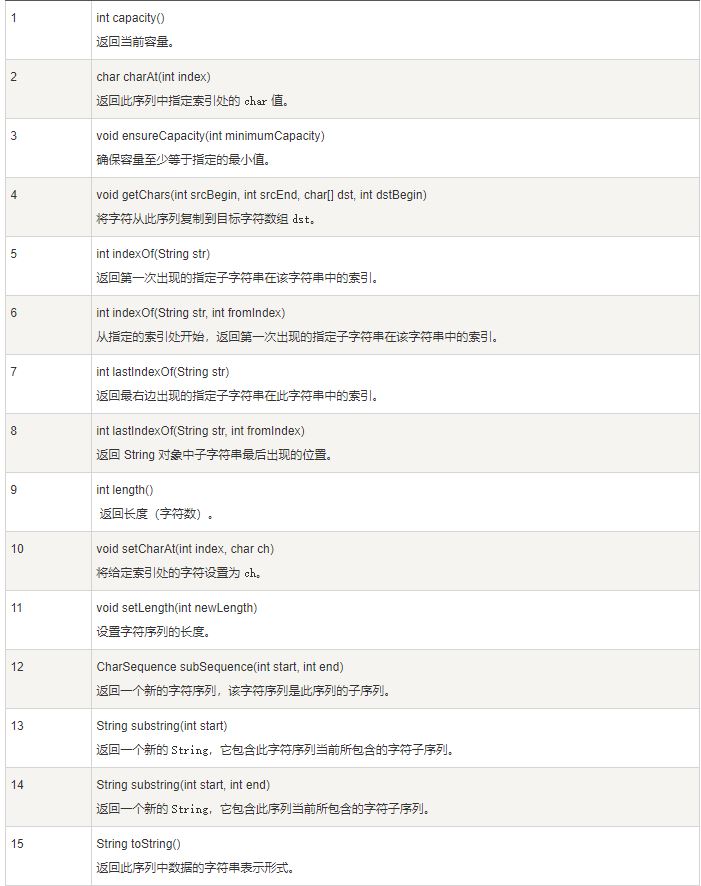 1
int capacity()
返回当前容量。
2
char charAt(int index)
返回此序列中指定索引处的 char 值。
3
void ensureCapacity(int minimumCapacity)
确保容量至少等于指定的最小值。
4
void getChars(int srcBegin, int srcEnd, char[] dst, int dstBegin)
将字符从此序列复制到目标字符数组 dst。
5
int indexOf(String str)
返回第一次出现的指定子字符串在该字符串中的索引。
6
int indexOf(String str, int fromIndex)
从指定的索引处开始，返回第一次出现的指定子字符串在该字符串中的索引。
7
int lastIndexOf(String str)
返回最右边出现的指定子字符串在此字符串中的索引。
8
int lastIndexOf(String str, int fromIndex)
返回 String 对象中子字符串最后出现的位置。
9
int length()
返回长度（字符数）。
10
void setCharAt(int index, char ch)
将给定索引处的字符设置为 ch。
11
void setLength(int newLength)
设置字符序列的长度。
12
CharSequence subSequence(int start, int end)
返回一个新的字符序列，该字符序列是此序列的子序列。
13
String substring(int start)
返回一个新的 String，它包含此字符序列当前所包含的字符子序列。
14
String substring(int start, int end)
返回一个新的 String，它包含此序列当前所包含的字符子序列。
15
String toString()
返回此序列中数据的字符串表示形式。